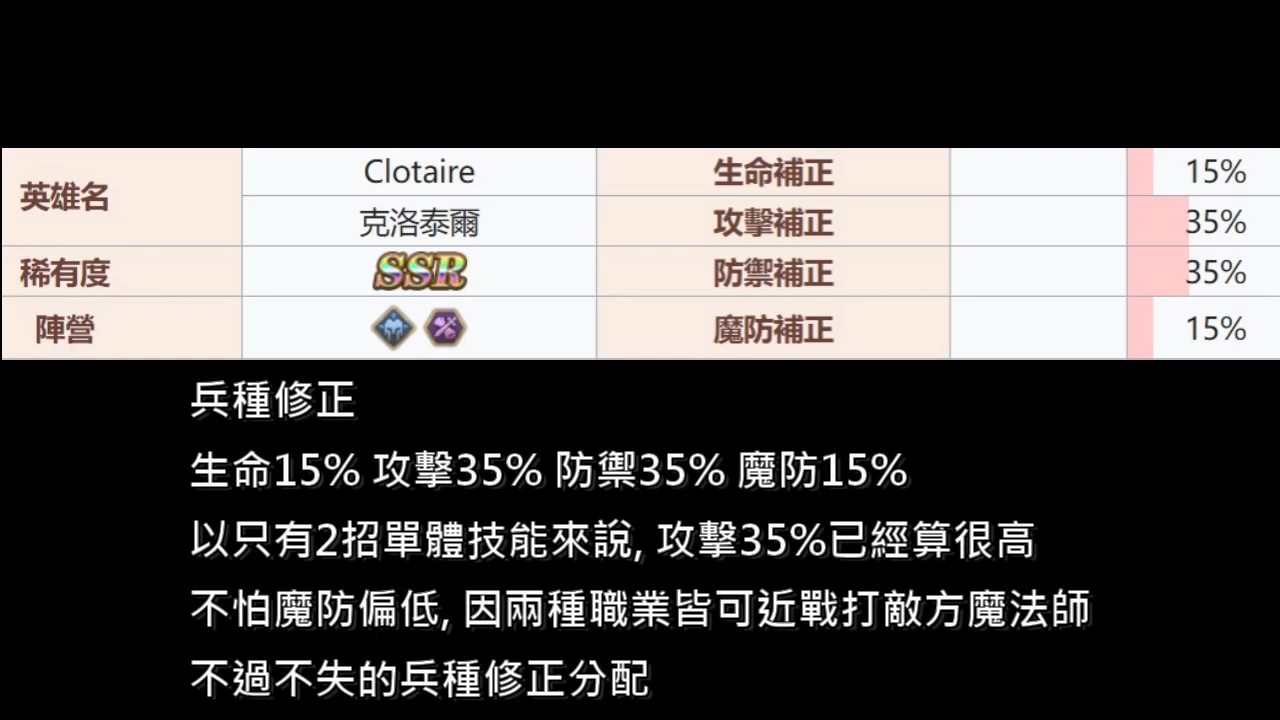 英雄名 Clotaire 生命補正 15%
克洛泰爾 攻擊補正 35%
稀有度 SSR 防禦補正 35%
陣營 魔防補正 15%
兵種修正
生命15% 攻擊35% 防禦35% 魔防15%
以只有2招單體技能來說, 攻擊35%已經算很高
不怕魔防偏低, 因兩種職業皆可近戰打敵方魔法師
不過不失的兵種修正分配